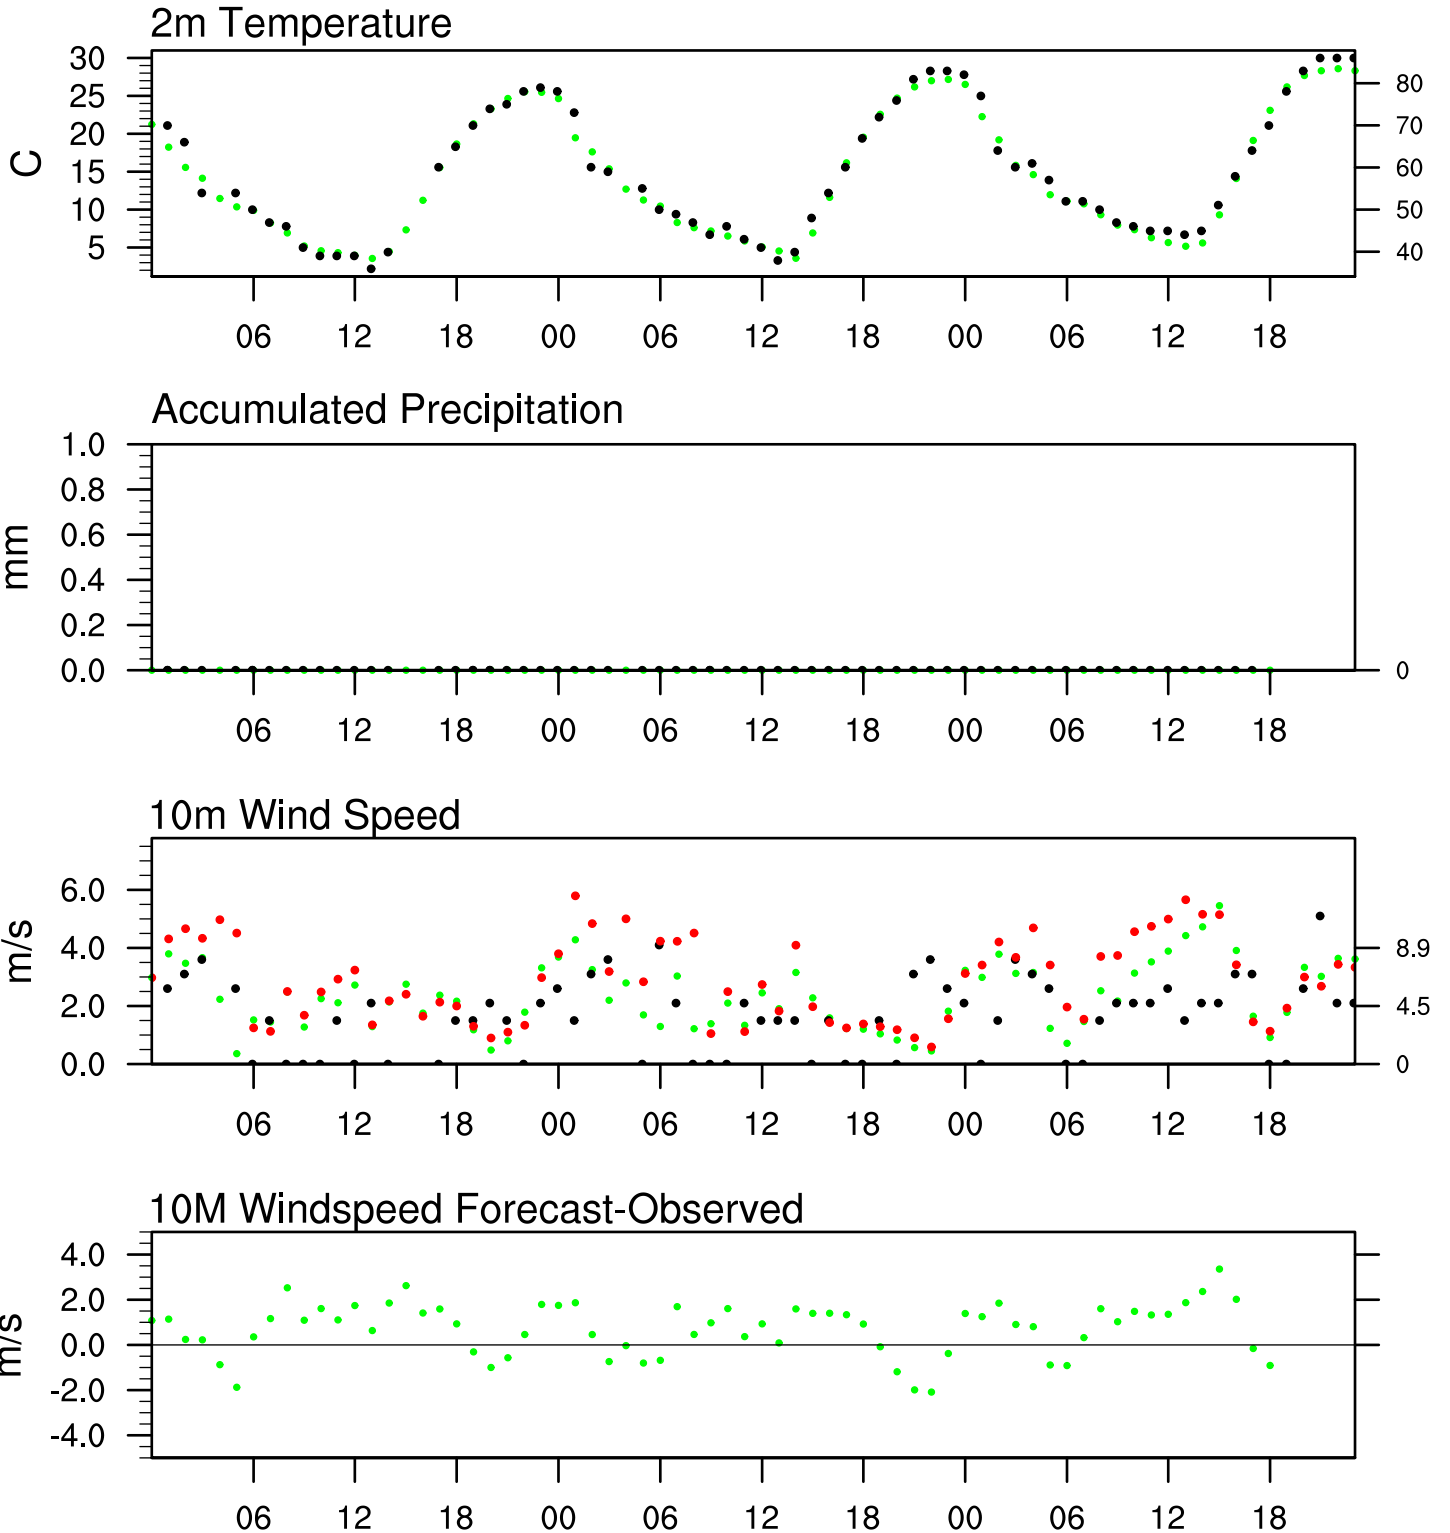 2m Temperature
30
25
20
15
10
5
C
80
70
60
50
40
06 12 18 00 06 12 18 00 06 12 18
Accumulated Precipitation
1.0
0.8
0.6
0.4
0.2
0.0
mm
0
06 12 18 00 06 12 18 00 06 12 18
10m Wind Speed
6.0
4.0
2.0
0.0
m/s
8.9
4.5
0
06 12 18 00 06 12 18 00 06 12 18
10M Windspeed Forecast-Observed
4.0
2.0
0.0
-2.0
-4.0
m/s
06 12 18 00 06 12 18 00 06 12 18